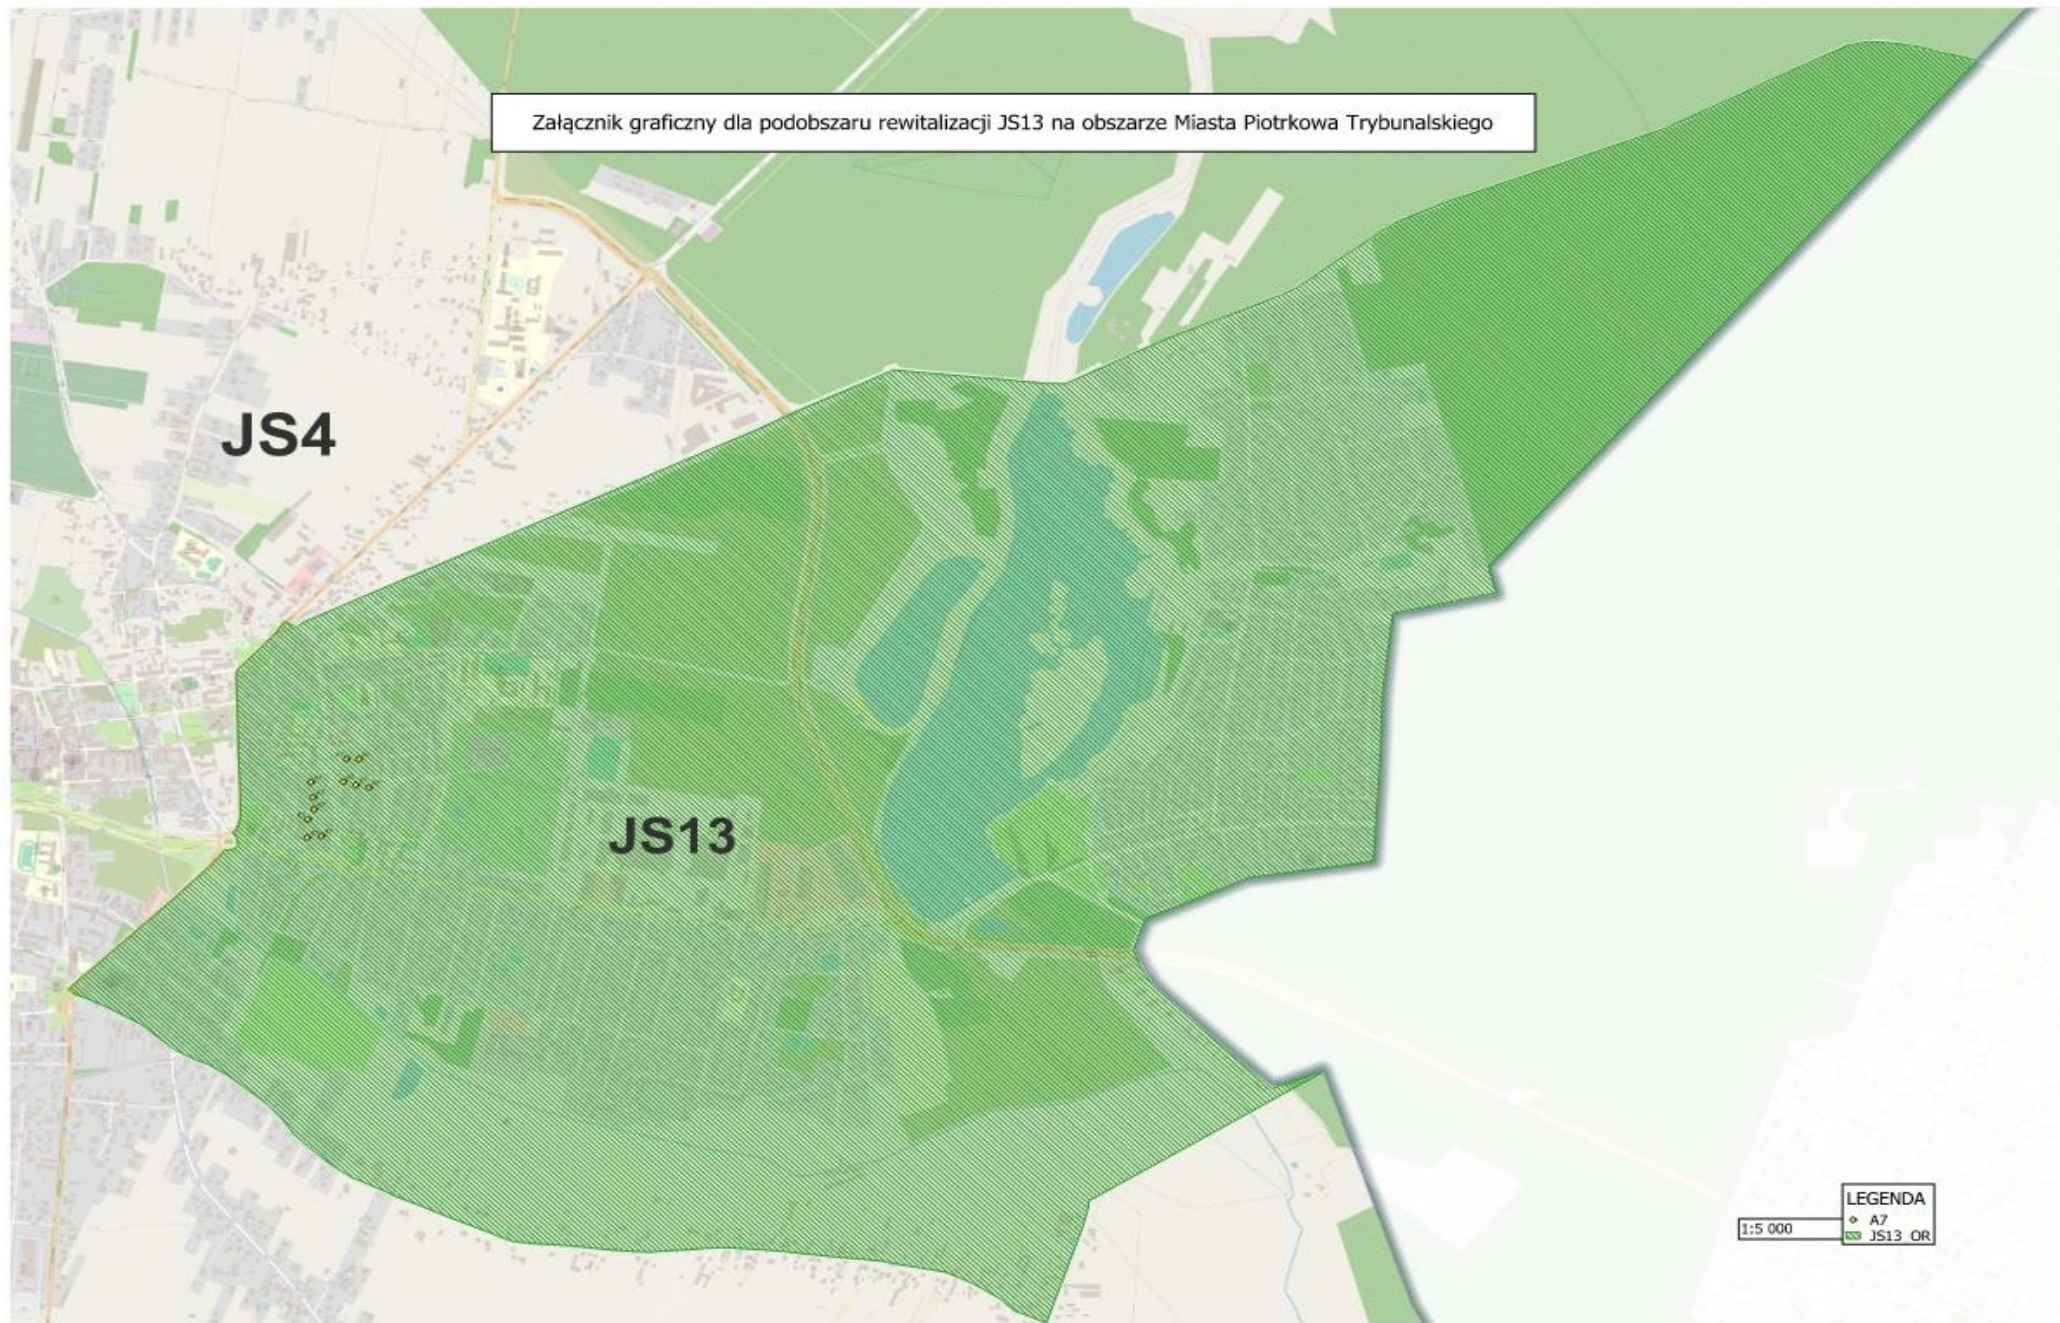 Załącznik graficzny dla podobszaru rewitalizacji JS13 na obszarze Miasta Piotrkowa Trybunalskiego
JS4
JS13
LEGENDA
A7
1:5 000
JS13_OR